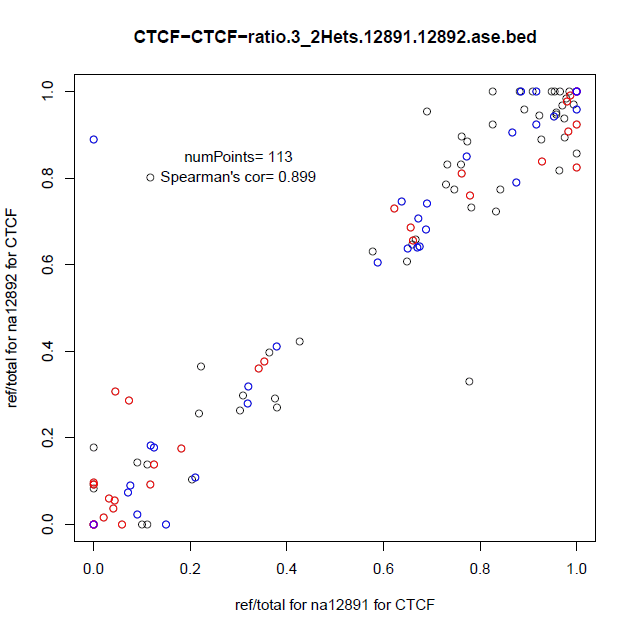 CTCF−CTCF−ratio.3_2Hets.12891.12892.ase.bed
numPoints= 113
Spearman's cor= 0.899
ref/total for na12892 for CTCF
1.0
0.8
0.6
0.4
0.2
0.0
0.0 0.2 0.4 0.6 0.8 1.0
ref/total for na12891 for CTCF